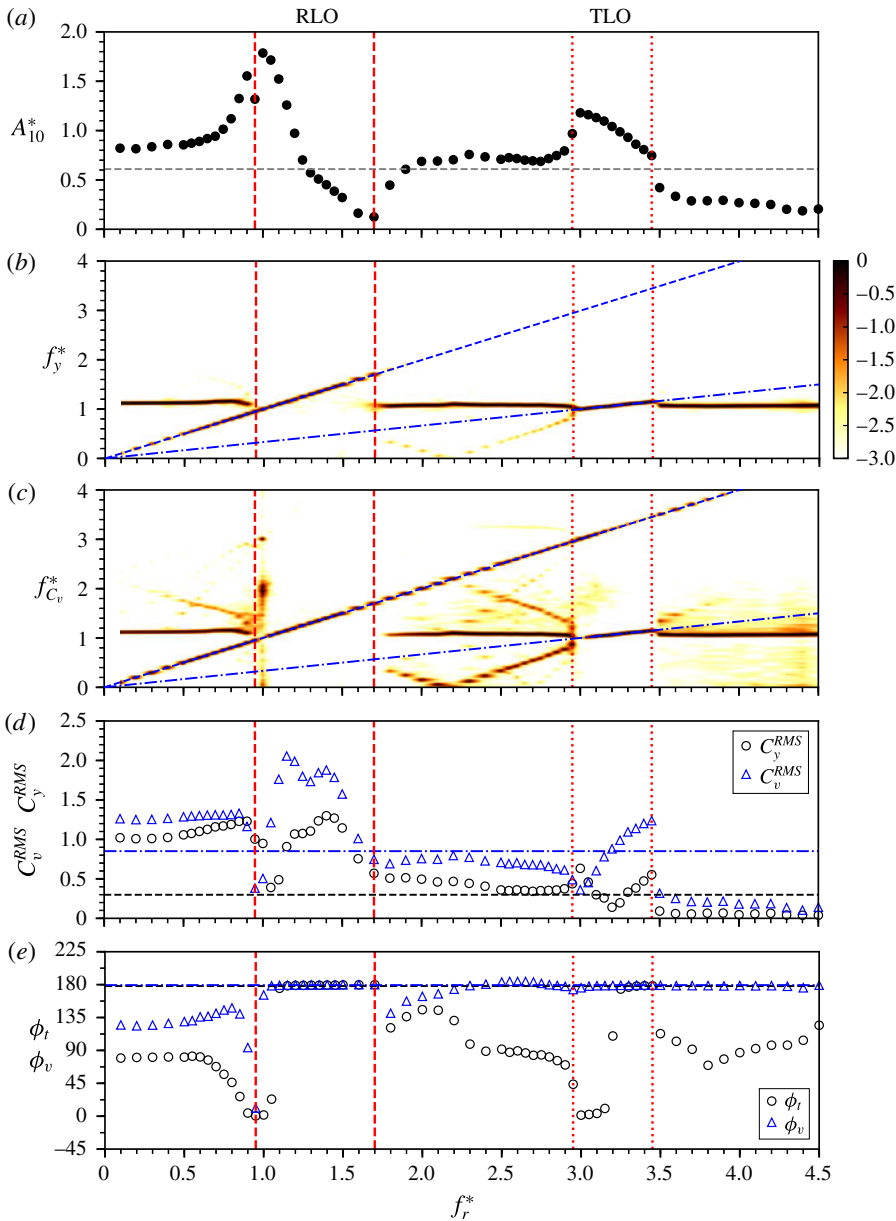 RLO TLO
(a)
2.0
1.5
A*10
1.0
0.5
0
(b)
4
3
f*y
2
1
0
0
−0.5
−1.0
−1.5
−2.0
−2.5
−3.0
(c)
4
3
f*Cv
2
1
0
(d)
2.5
2.0
1.5
1.0
0.5
0
CvRMS CyRMS
CyRMS
CvRMS
(e)
225
180
135
90
45
0
−45
ϕt
ϕv
ϕt
ϕv
0 0.5 1.0 1.5 2.0 2.5 3.0 3.5 4.0 4.5
f*r